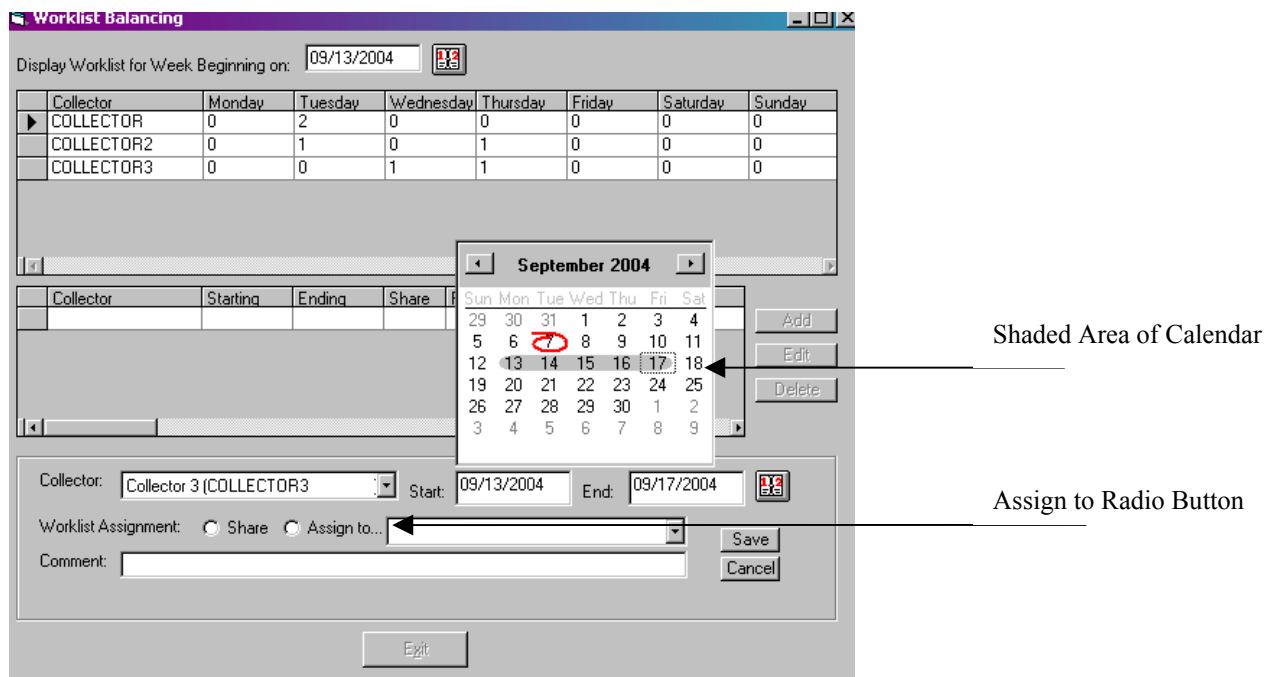 Worklist Balancing
Display Worklist for Week Beginning on: 09/13/2004
Collector Monday Tuesday Wednesday Thursday Friday Saturday Sunday
COLLECTOR 0 2 0 0 0 0 0
COLLECTOR2 0 1 0 1 0 0 0
COLLECTOR3 0 0 1 1 0 0 0
September 2004
Collector Starting Ending Share
Sun Mon Tue Wed Thu Fri Sat
29 30 31 1 2 3 4
Add
5 6 7 8 9 10 11
Shaded Area of Calendar
Edit
12 13 14 15 16 17 18
19 20 21 22 23 24 25
Delete
26 27 28 29 30 1 2
3 4 5 6 7 8 9
Collector: Collector 3 (COLLECTOR3 Start: 09/13/2004 End: 09/17/2004
Assign to Radio Button
Worklist Assignment: Share Assign to...
Save
Comment:
Cancel
Exit